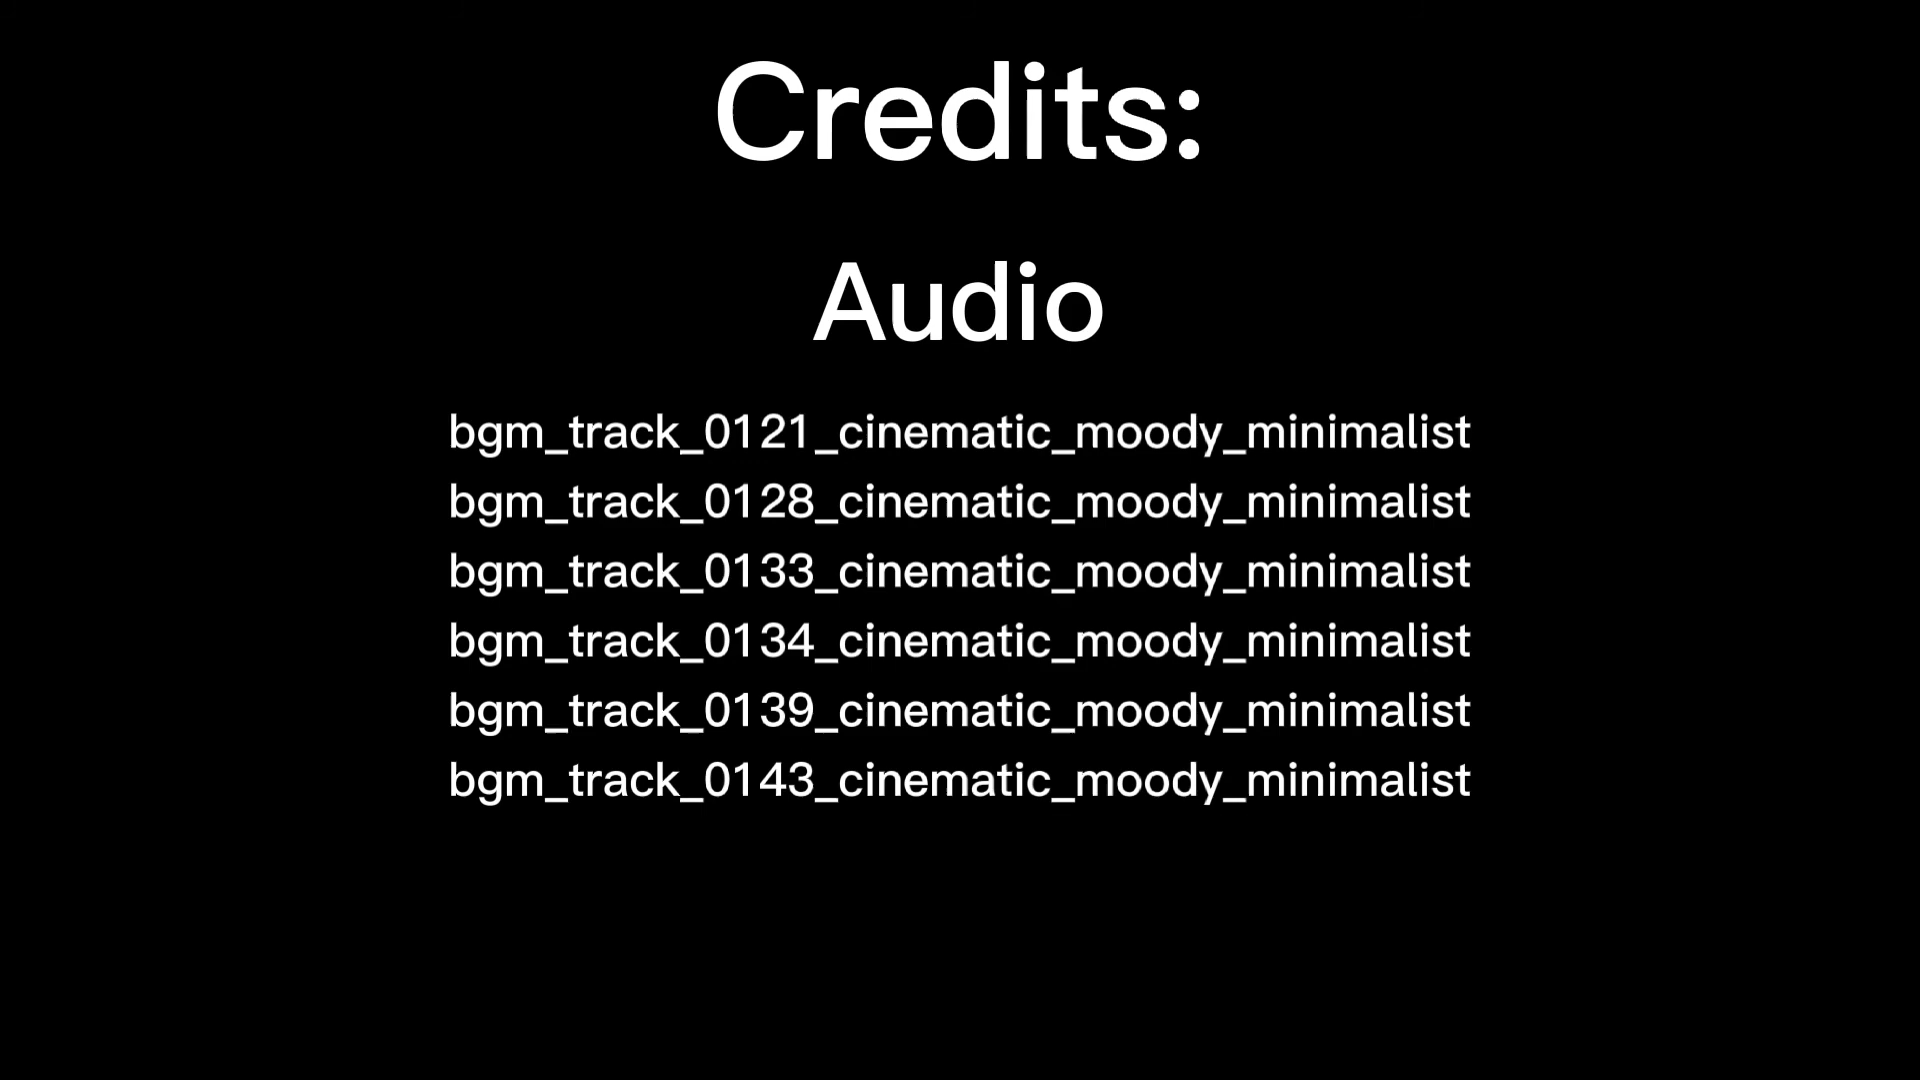 Credits:
Audio
bgm_track_0121_cinematic_moody_minimalist
bgm_track_0128_cinematic_moody_minimalist
bgm_track_0133_cinematic_moody_minimalist
bgm_track_0134_cinematic_moody_minimalist
bgm_track_0139_cinematic_moody_minimalist
bgm_track_0143_cinematic_moody_minimalist